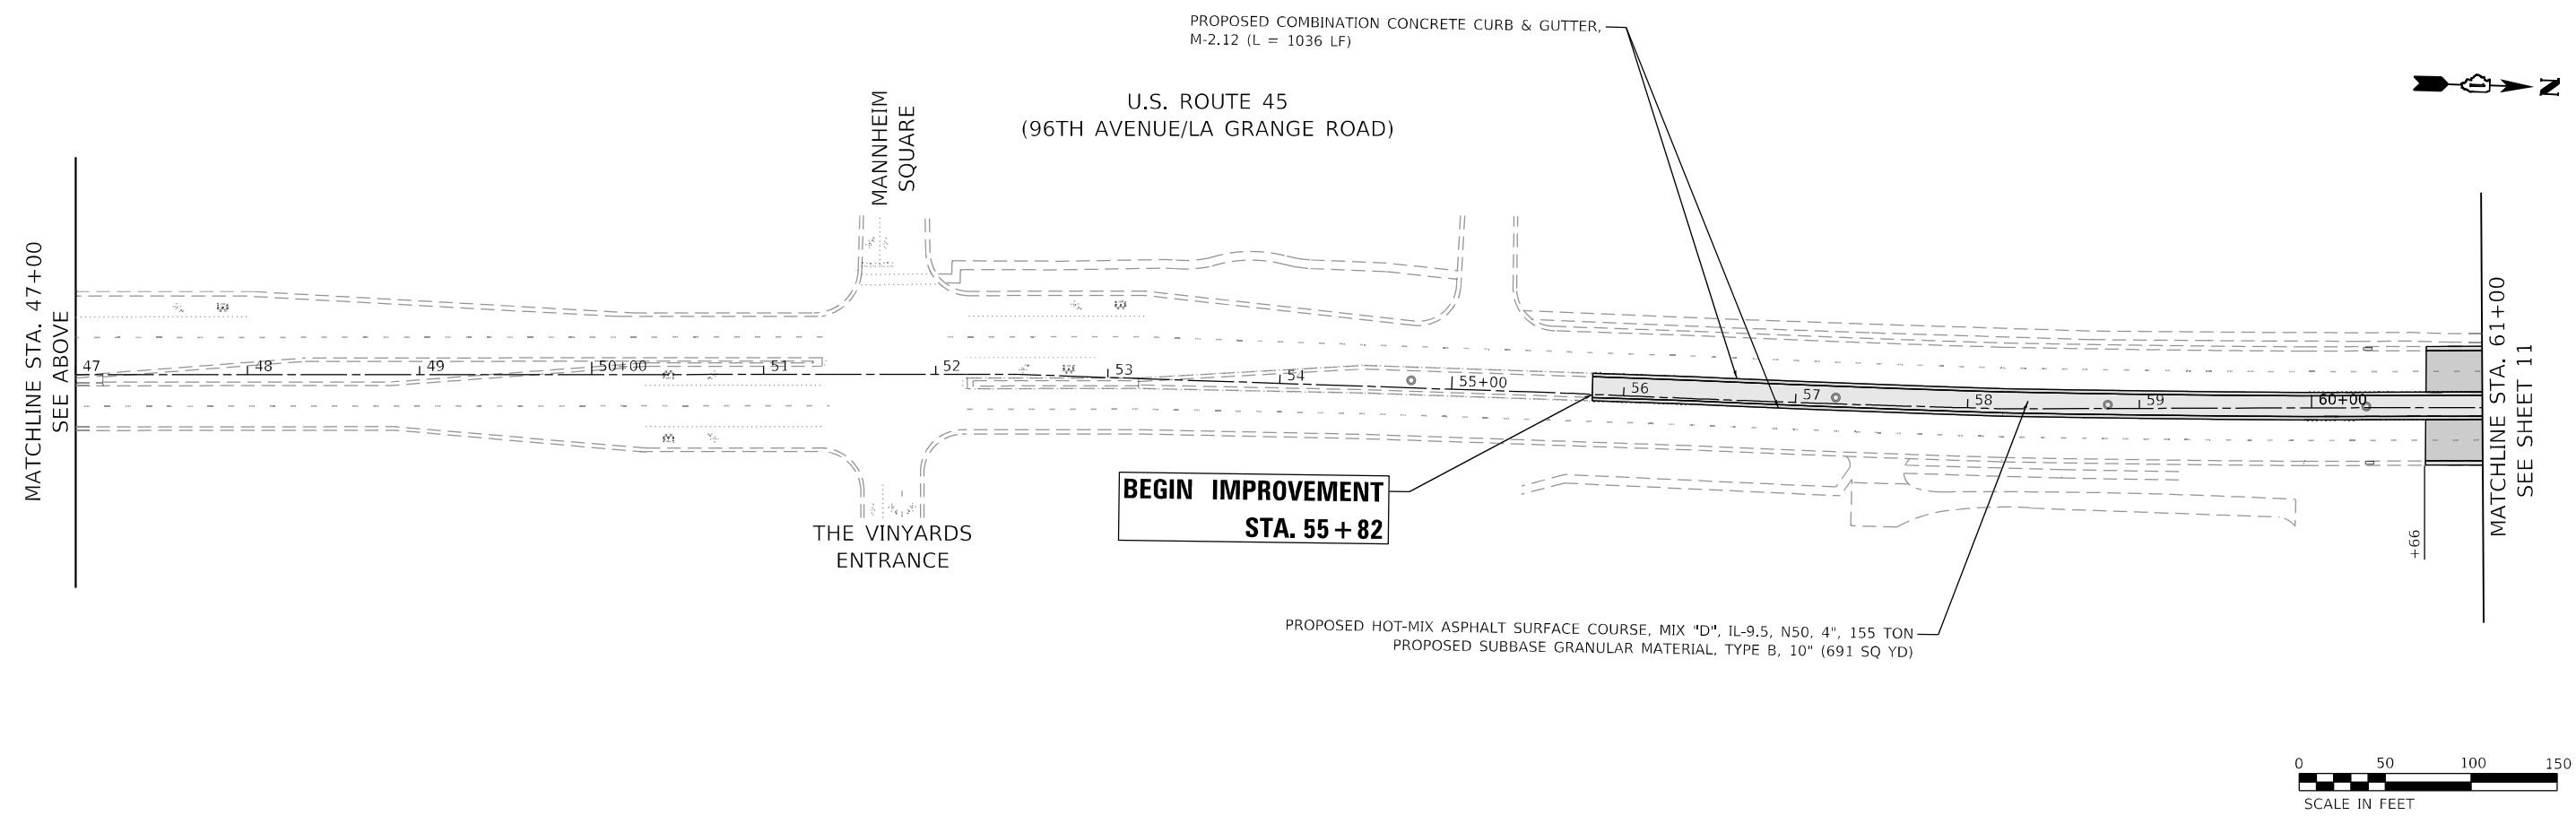 PROPOSED COMBINATION CONCRETE CURB & GUTTER,
M-2.12 (L = 1036 LF)
U.S. ROUTE 45
(96TH AVENUE/LA GRANGE ROAD)
N
MANNHEIM
SQUARE
MATCHLINE STA. 47+00
SEE ABOVE
47
48
49
50+00
51
52
53
54
55+00
56
57
58
59
60+00
MATCHLINE STA. 61+00
SEE SHEET 11
BEGIN IMPROVEMENT
STA. 55+82
THE VINYARDS
ENTRANCE
+66
PROPOSED HOT-MIX ASPHALT SURFACE COURSE, MIX "D", IL-9.5, N50, 4", 155 TON
PROPOSED SUBBASE GRANULAR MATERIAL, TYPE B, 10" (691 SQ YD)
0 50 100 150
SCALE IN FEET